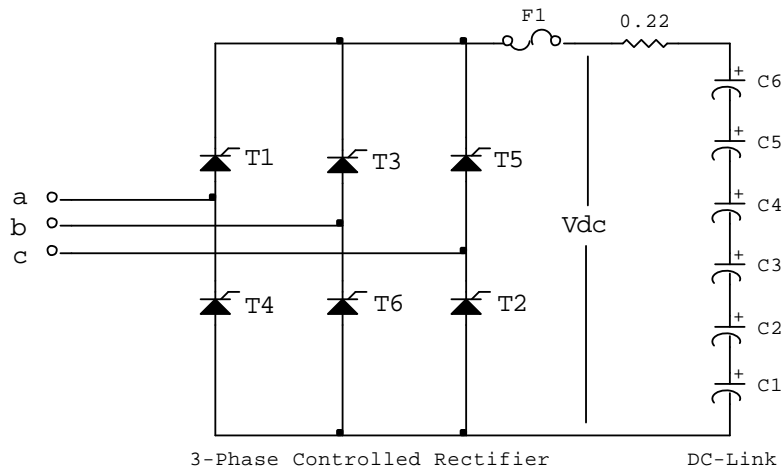 F1
0.22
C6
T1
T3
T5
C5
a
b
c
Vdc
C4
C3
T4
T6
T2
C2
C1
3-Phase Controlled Rectifier
DC-Link
+
+
+
+
+
+